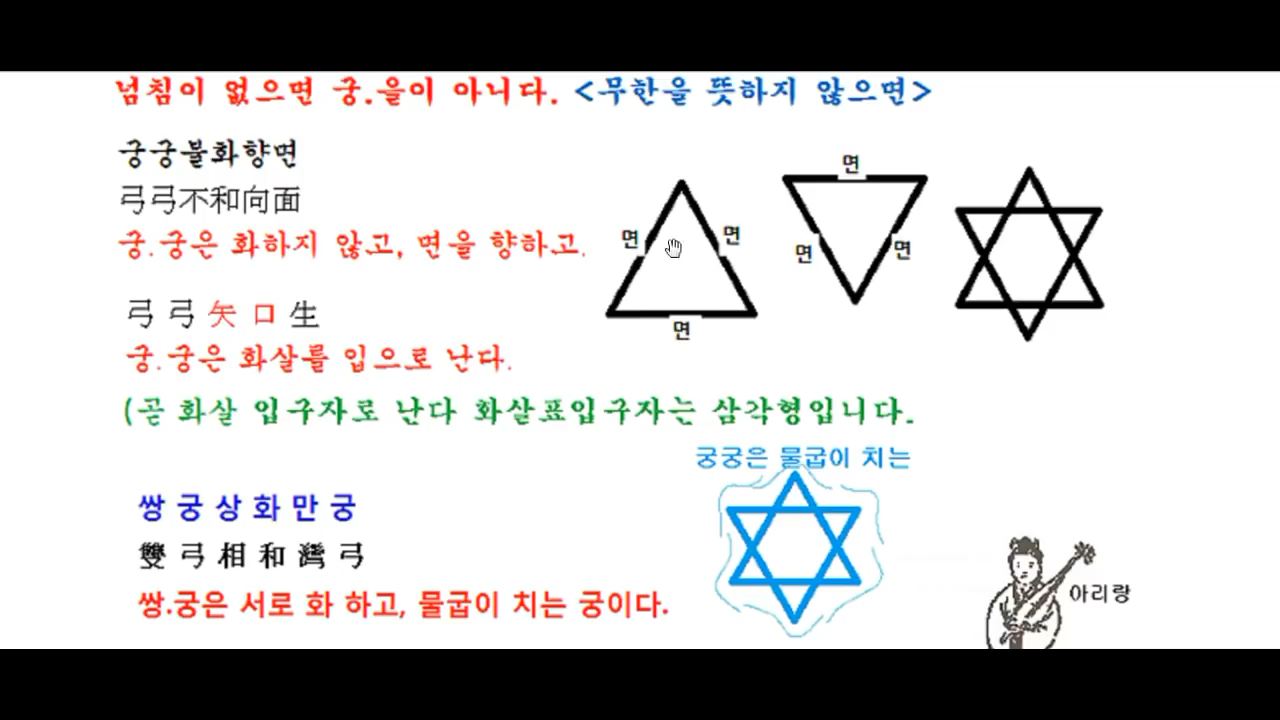 넘침이 없으면 궁.을이 아니다. <무한을 뜻하지 않으면>
궁궁불화향면
弓弓不和向面
궁.궁은 화하지 않고, 면을 향하고.
면
면
면
면
면
면
弓 弓 矢 口 生
궁.궁은 화살를 입으로 난다.
(곧 화살 입구자로 난다 화살표입구자는 삼각형입니다.
궁궁은 물굽이 치는
쌍 궁 상 화 만 궁
雙 弓 相 和 灣 弓
쌍.궁은 서로 화 하고, 물굽이 치는 궁이다.
아리랑